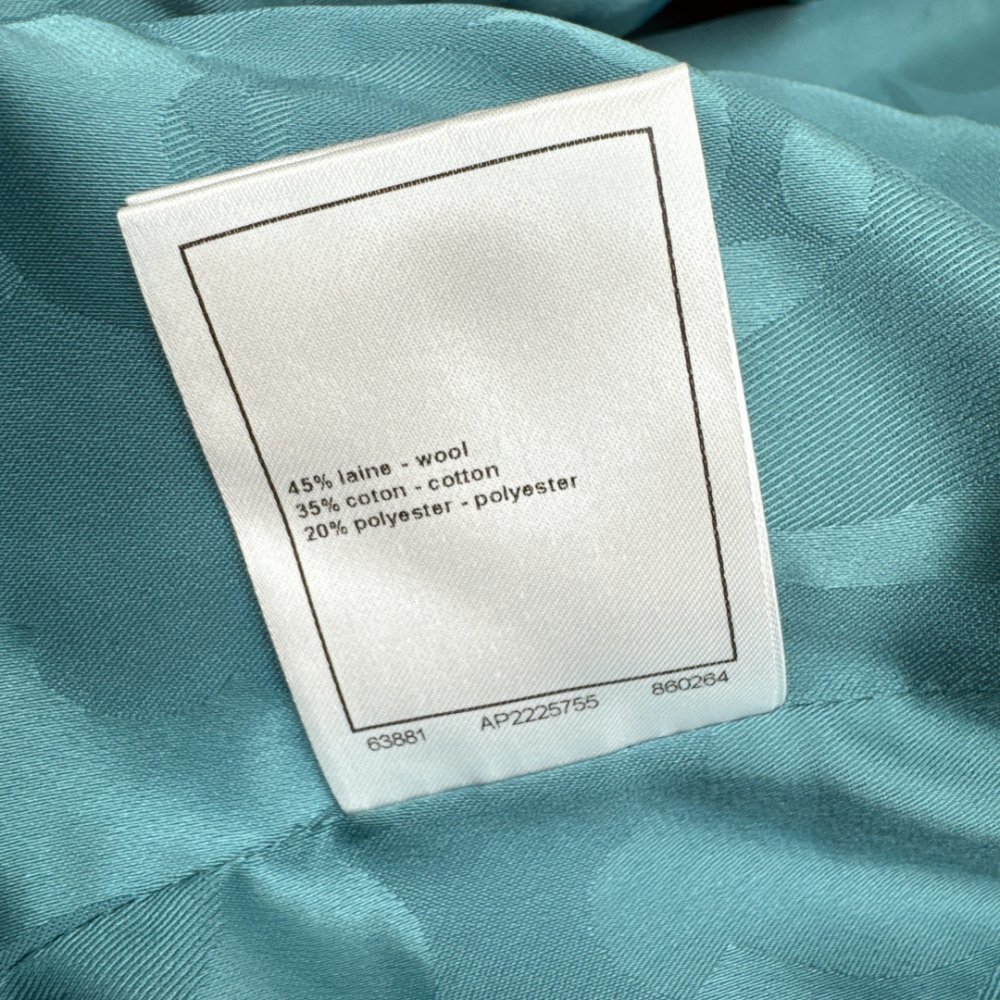 45% laine - wool
35% coton - cotton
20% polyester - polyester
63881 AP2225755 860264